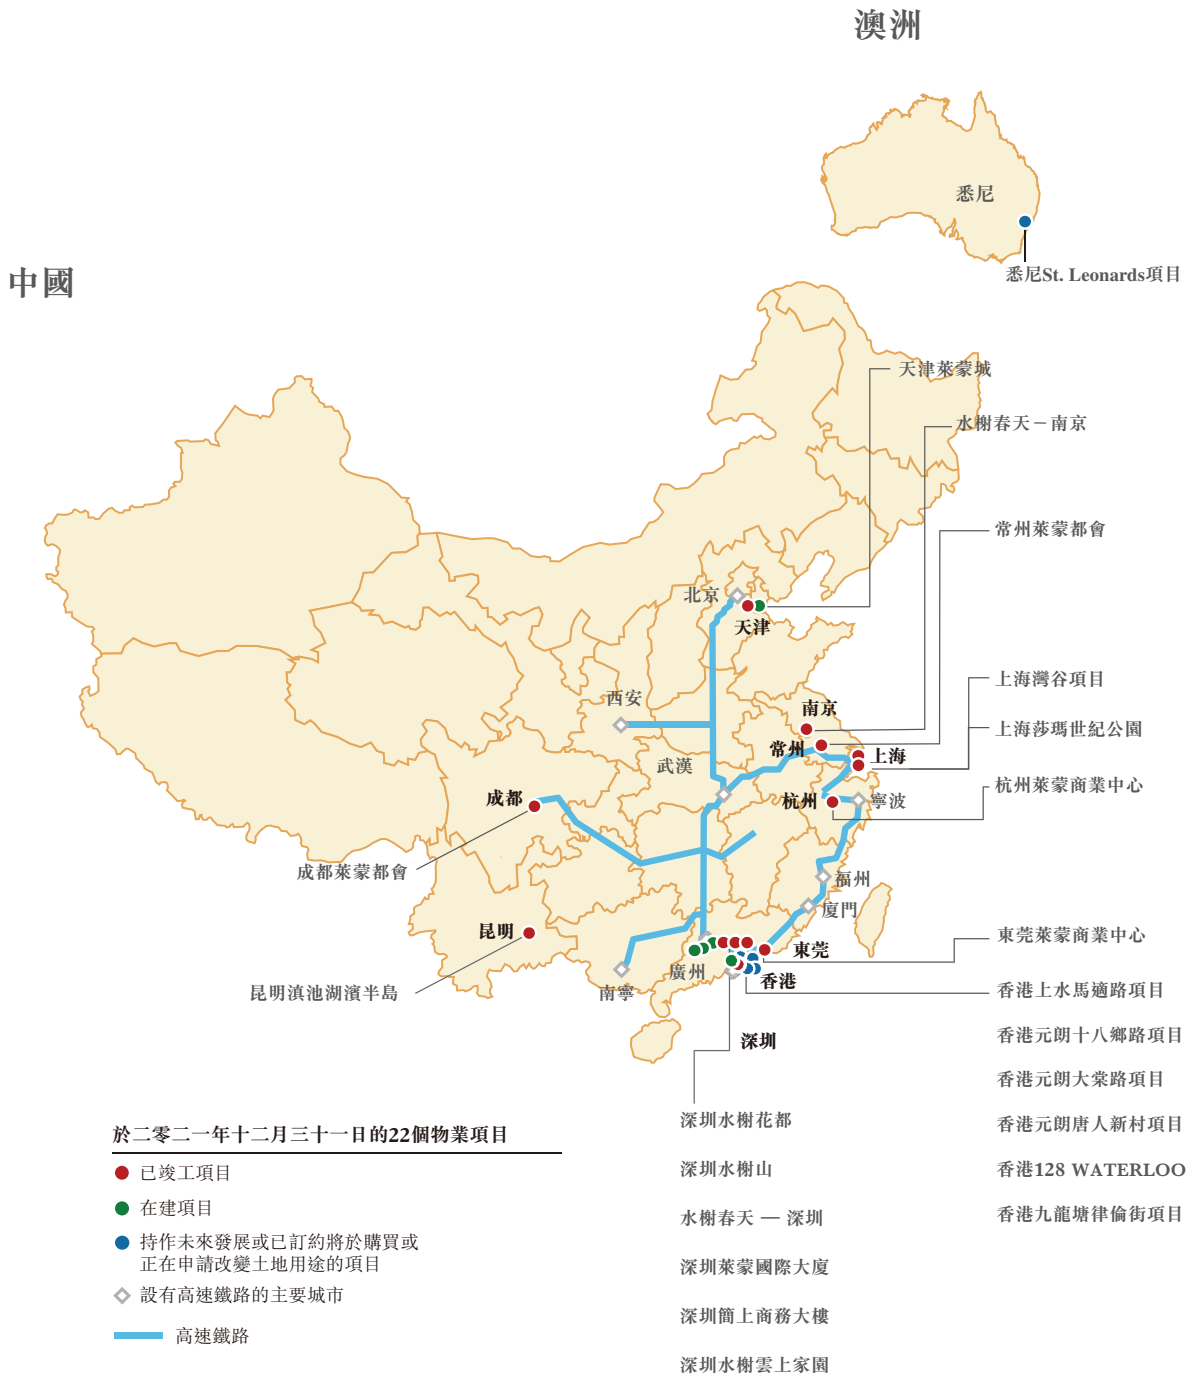 澳洲
悉尼
悉尼St. Leonards項目
中國
天津萊蒙城
水榭春天－南京
常州萊蒙都會
北京
天津
上海灣谷項目
西安
南京
上海莎瑪世紀公園
常州
上海
武漢
杭州萊蒙商業中心
成都
杭州
寧波
成都萊蒙都會
福州
廈門
昆明
東莞萊蒙商業中心
東莞
廣州
香港
昆明滇池湖濱半島
南寧
香港上水馬適路項目
深圳
香港元朗十八鄉路項目
香港元朗大棠路項目
香港元朗唐人新村項目
香港128 WATERLOO
香港九龍塘律倫街項目
深圳水榭花都
深圳水榭山
水榭春天 — 深圳
深圳萊蒙國際大廈
深圳簡上商務大樓
深圳水榭雲上家園
於二零二一年十二月三十一日的22個物業項目
已竣工項目
在建項目
持作未來發展或已訂約將於購買或
正在申請改變土地用途的項目
設有高速鐵路的主要城市
高速鐵路